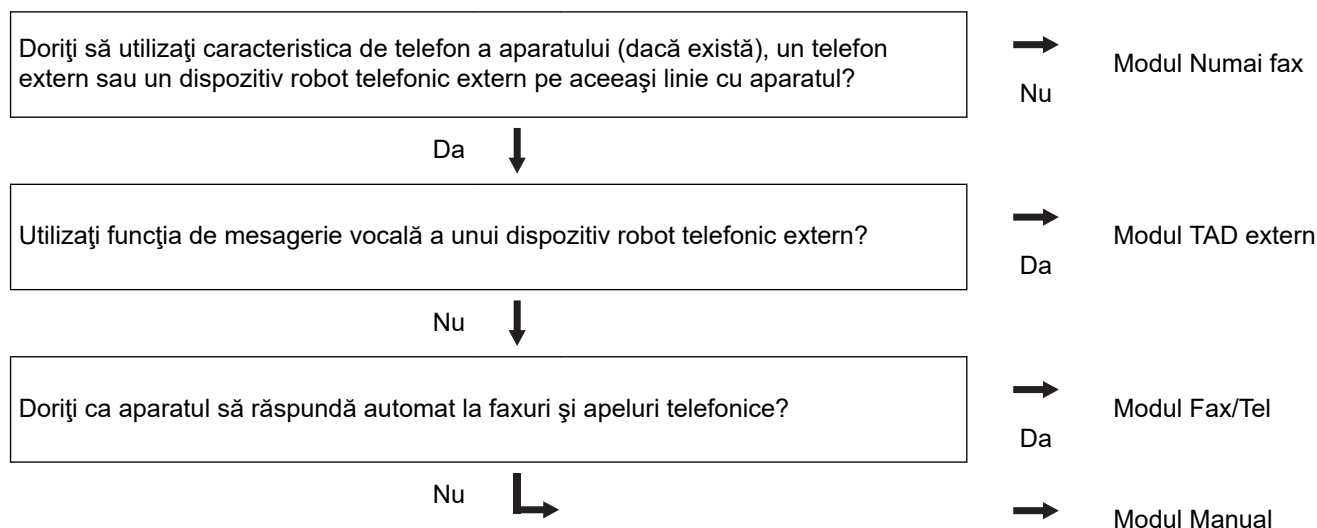 Doriţi să utilizaţi caracteristica de telefon a aparatului (dacă există), un telefon
extern sau un dispozitiv robot telefonic extern pe aceeaşi linie cu aparatul?
Nu
Modul Numai fax
Da
Utilizaţi funcţia de mesagerie vocală a unui dispozitiv robot telefonic extern?
Da
Modul TAD extern
Nu
Doriţi ca aparatul să răspundă automat la faxuri şi apeluri telefonice?
Da
Modul Fax/Tel
Nu
Modul Manual